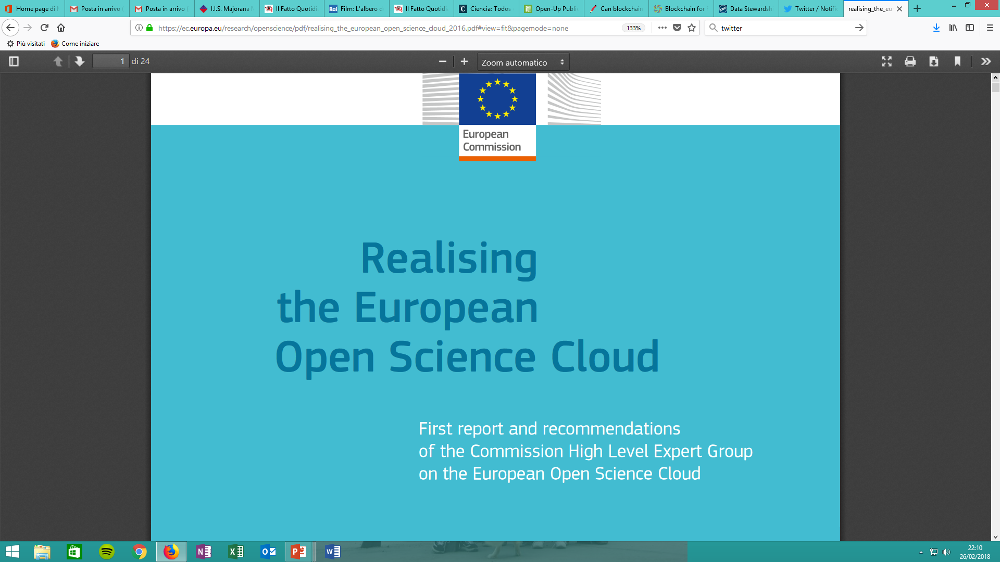 Home page di M
Posta in arrivo (
Posta in arrivo (
I.I.S. Majorana M
Il Fatto Quotidi
Rai Film: L'albero d
Il Fatto Quotidi
C Ciencia: Todos
it! Open-Up Publi
Can blockchain
Blockchain for
Data Stewardsh
Twitter / Notifi
realising_the_eu
https://ec.europa.eu/research/openscience/pdf/realising_the_european_open_science_cloud_2016.pdf#view=fit&pagemode=none
133%
twitter
Più visitati
Come iniziare
1 di 24
Zoom automatico
European
Commission
Realising
the European
Open Science Cloud
First report and recommendations
of the Commission High Level Expert Group
on the European Open Science Cloud
22:10
26/02/2018